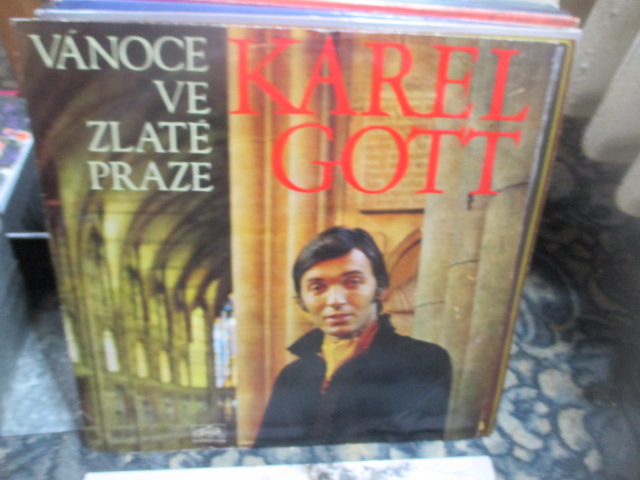 VÁNOCE
VE
ZLATÉ
PRAZE
KAREL
GOTT